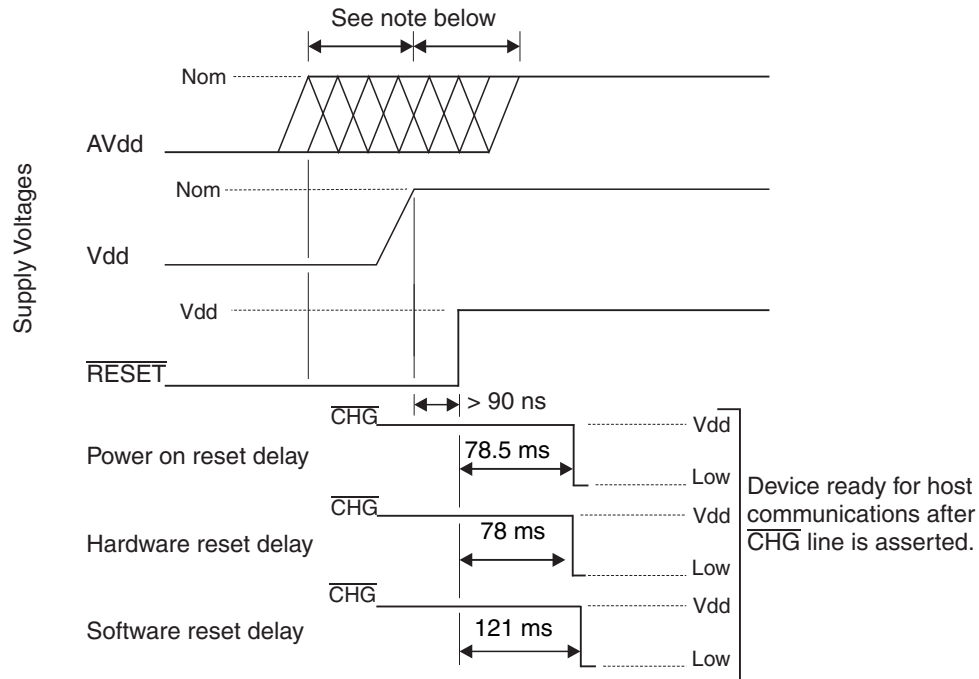 See note below
Nom
AVdd
Nom
Vdd
Supply Voltages
Vdd
RESET
> 90 ns
CHG
Vdd
Power on reset delay
78.5 ms
Low
CHG
Vdd
Hardware reset delay
78 ms
Low
CHG
Vdd
Software reset delay
121 ms
Low
Device ready for host
communications after
CHG line is asserted.